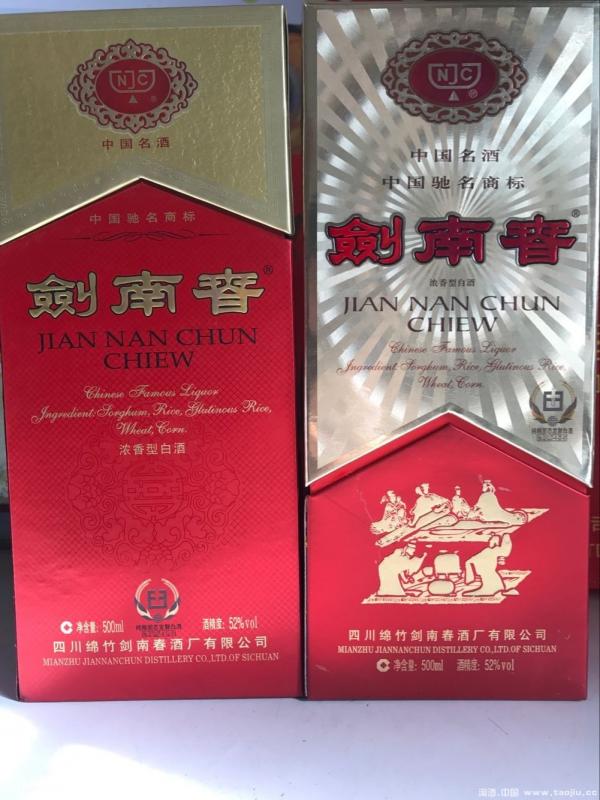 NJC
®
中国名酒
中国驰名商标
劍南春®
JIAN NAN CHUN
CHIEW
Chinese Famous Liquor
Ingredient: Sorghum, Rice, Glutinous Rice,
Wheat, Corn.
浓香型白酒
净含量: 500ml 酒精度: 52%vol
四川绵竹剑南春酒厂有限公司
MIANZHU JIANNANCHUN DISTILLERY CO.,LTD.OF SICHUAN
NJC
®
中国名酒
中国驰名商标
劍南春®
浓香型白酒
JIAN NAN CHUN
CHIEW
Chinese Famous Liquor
Ingredient: Sorghum, Rice, Glutinous Rice,
Wheat, Corn.
四川绵竹剑南春酒厂有限公司
MIANZHU JIANNANCHUN DISTILLERY CO.,LTD.OF SICHUAN
净含量: 500ml 酒精度: 52%vol
淘酒.中国 www.taojiu.cc